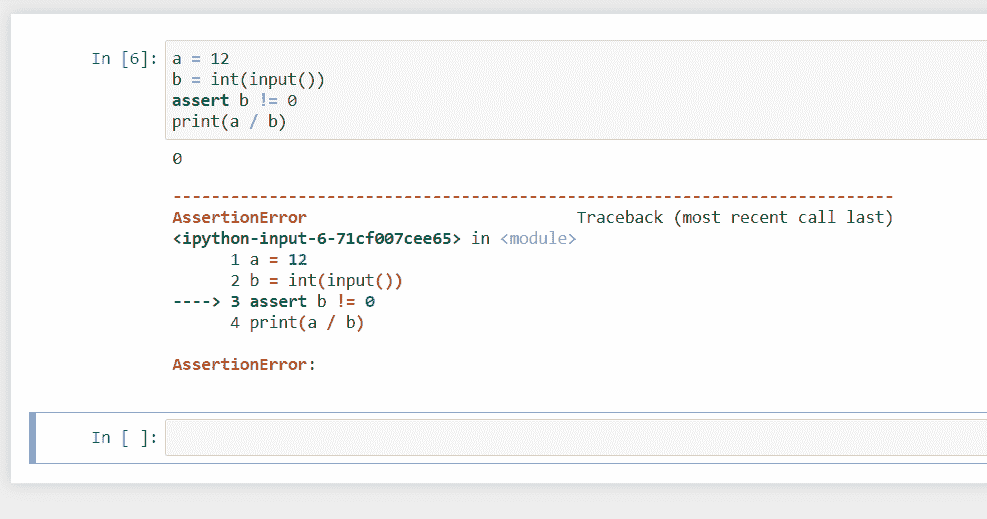 In [6]: a = 12
b = int(input())
assert b != 0
print(a / b)
0
---------------------------------------------------------------------------
AssertionError                            Traceback (most recent call last)
<ipython-input-6-71cf007cee65> in <module>
      1 a = 12
      2 b = int(input())
----> 3 assert b != 0
      4 print(a / b)
AssertionError:
In [ ]: